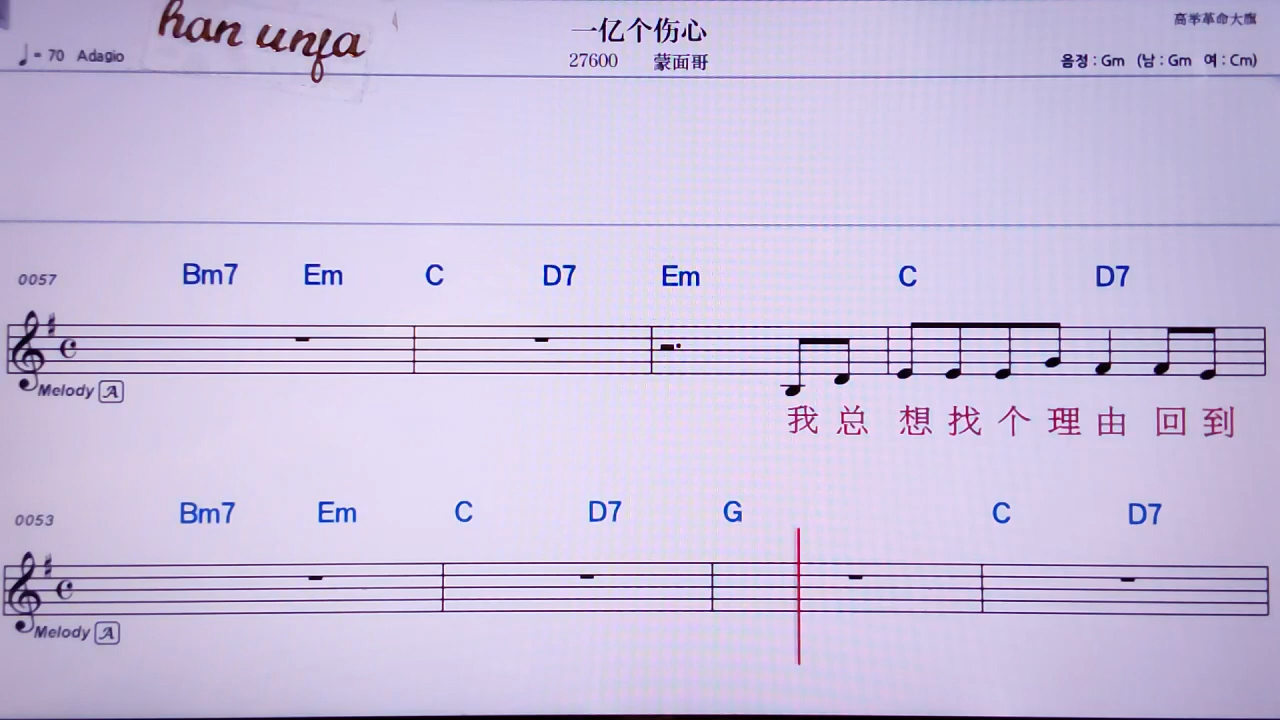 han unfa
一亿个伤心
高举革命大旗
♩= 70 Adagio
27600 蒙面哥
음정 : Gm (남 : Gm 여 : Cm)
0057 Bm7 Em C D7 Em C D7
Melody A
我总想找个理由回到
0053 Bm7 Em C D7 G C D7
Melody A